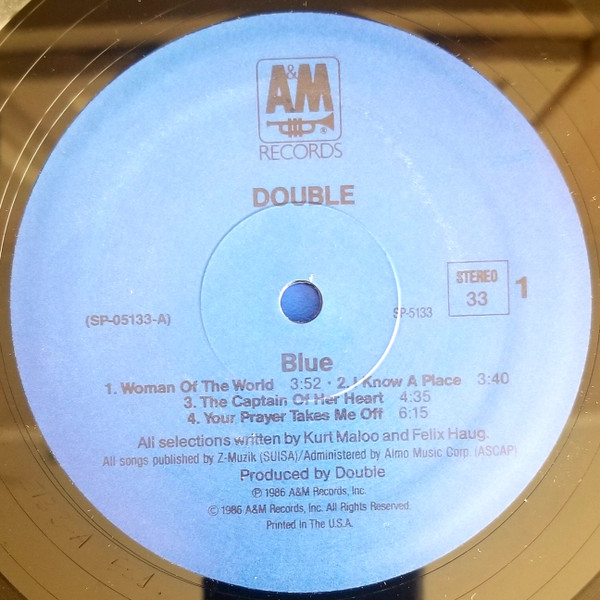 A&M
®
RECORDS
DOUBLE
STEREO
33
1
(SP-05133-A)
SP-5133
Blue
1. Woman Of The World 3:52 · 2. I Know A Place 3:40
3. The Captain Of Her Heart 4:35
4. Your Prayer Takes Me Off 6:15
All selections written by Kurt Maloo and Felix Haug.
All songs published by Z-Muzik (SUISA)/Administered by Almo Music Corp. (ASCAP)
Produced by Double
℗ 1986 A&M Records, Inc.
© 1986 A&M Records, Inc. All Rights Reserved.
Printed in The U.S.A.